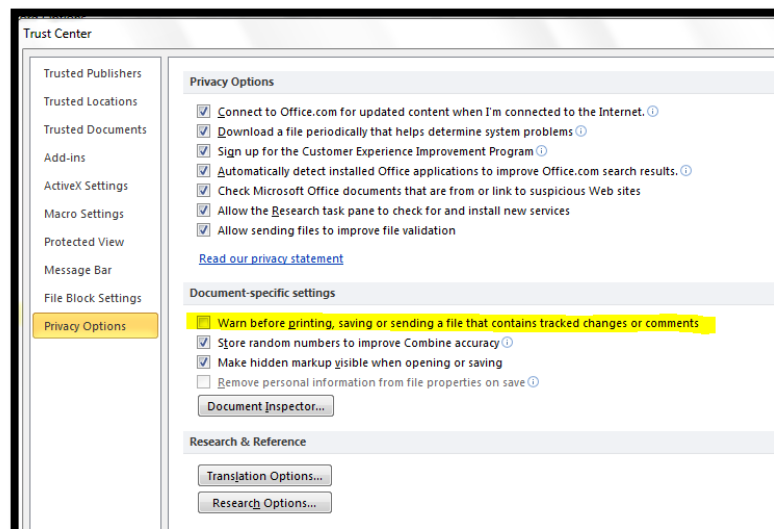 Trust Center
Trusted Publishers
Trusted Locations
Trusted Documents
Add-ins
ActiveX Settings
Macro Settings
Protected View
Message Bar
File Block Settings
Privacy Options
Privacy Options
Connect to Office.com for updated content when I'm connected to the Internet.
Download a file periodically that helps determine system problems
Sign up for the Customer Experience Improvement Program
Automatically detect installed Office applications to improve Office.com search results.
Check Microsoft Office documents that are from or link to suspicious Web sites
Allow the Research task pane to check for and install new services
Allow sending files to improve file validation
Read our privacy statement
Document-specific settings
Warn before printing, saving or sending a file that contains tracked changes or comments
Store random numbers to improve Combine accuracy
Make hidden markup visible when opening or saving
Remove personal information from file properties on save
Document Inspector...
Research & Reference
Translation Options...
Research Options...